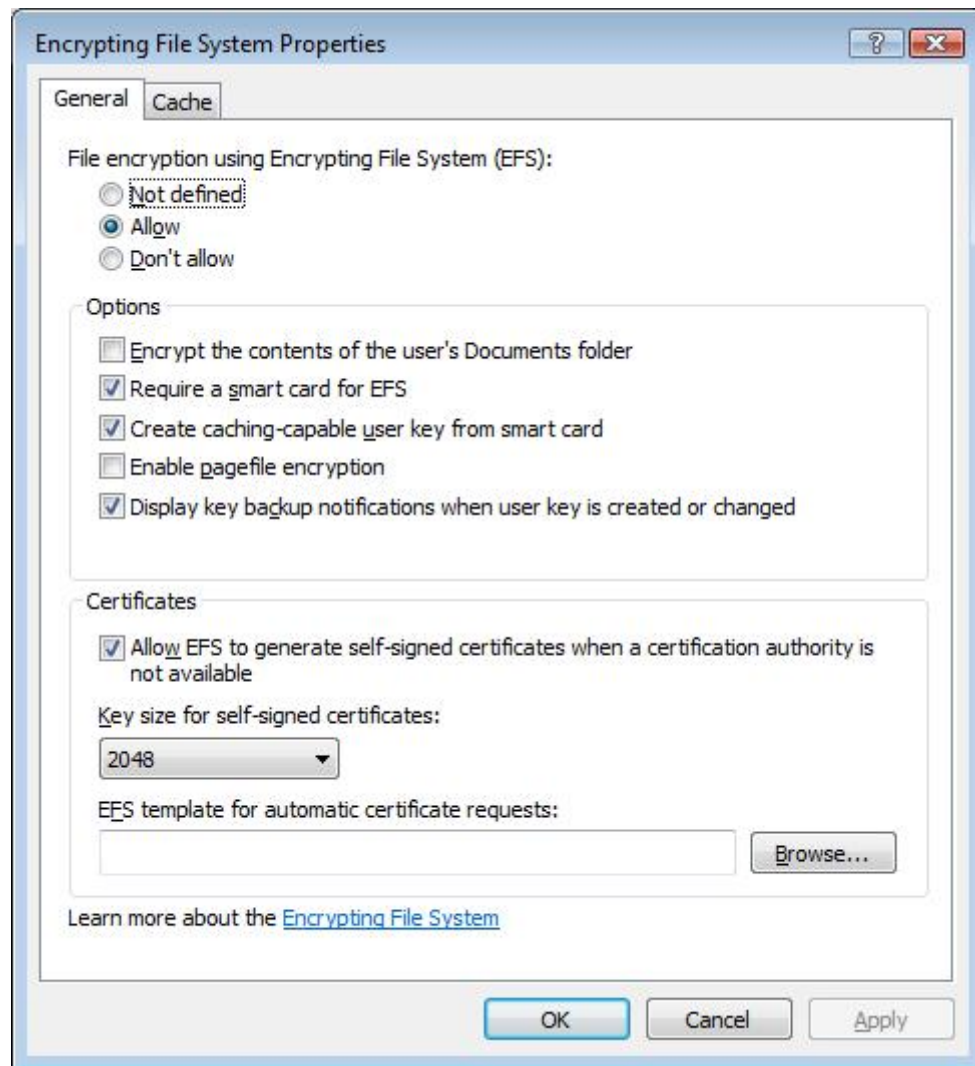 Encrypting File System Properties
General
Cache
File encryption using Encrypting File System (EFS):
Not defined
Allow
Don't allow
Options
Encrypt the contents of the user's Documents folder
Require a smart card for EFS
Create caching-capable user key from smart card
Enable pagefile encryption
Display key backup notifications when user key is created or changed
Certificates
Allow EFS to generate self-signed certificates when a certification authority is
not available
Key size for self-signed certificates:
2048
EFS template for automatic certificate requests:
Browse...
Learn more about the Encrypting File System
OK
Cancel
Apply